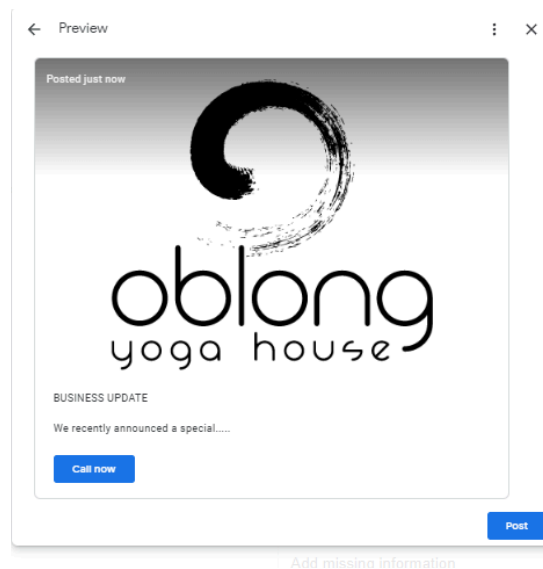 Preview
Posted just now
oblong
yoga house
BUSINESS UPDATE
We recently announced a special.....
Call now
Post
Add missing information